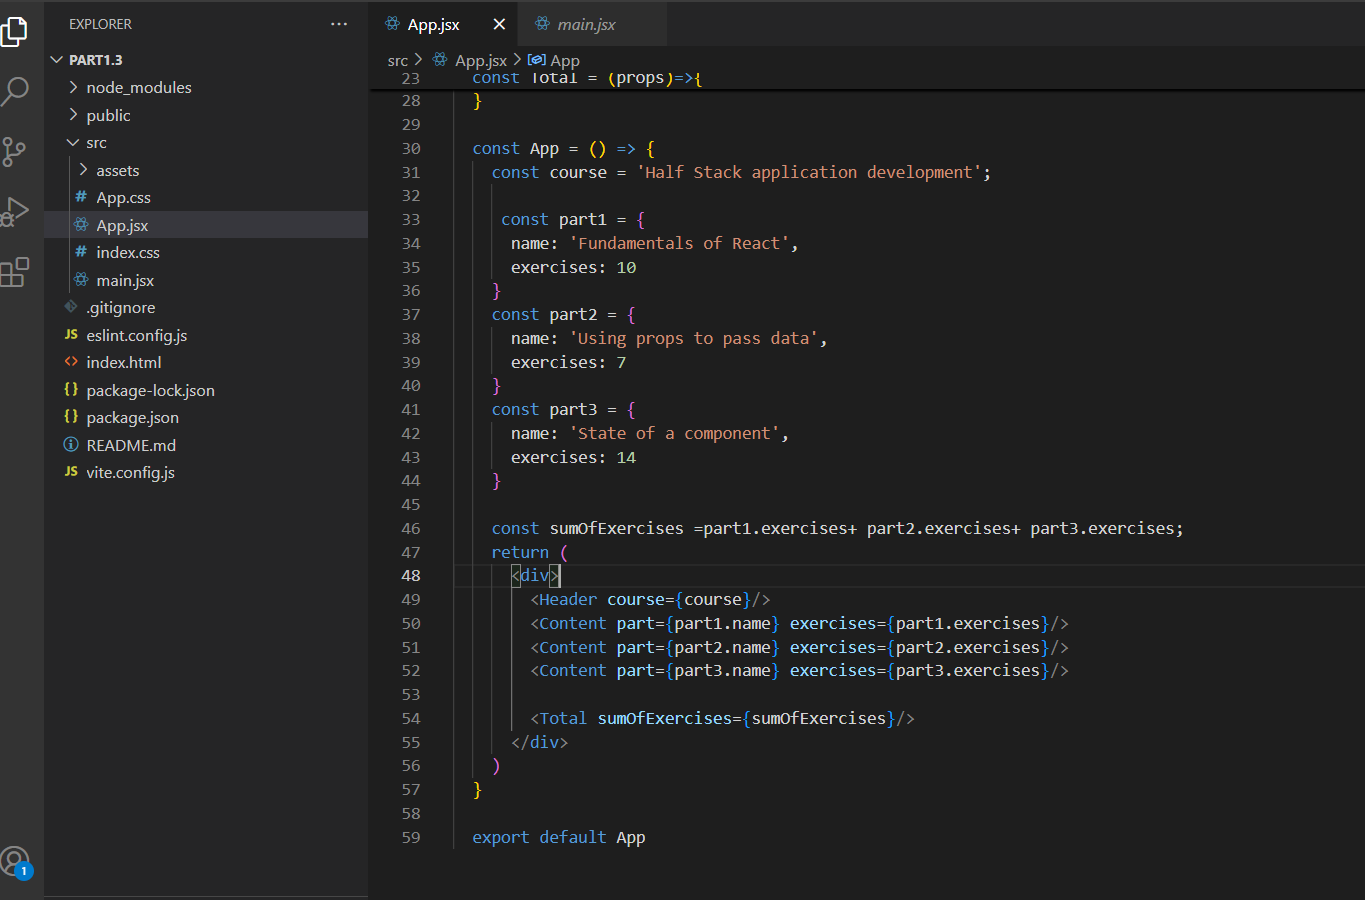 EXPLORER ...
PART1.3
node_modules
public
src
assets
# App.css
App.jsx
# index.css
main.jsx
.gitignore
JS eslint.config.js
<> index.html
{} package-lock.json
{} package.json
README.md
JS vite.config.js
1
App.jsx ×
main.jsx
src > App.jsx > App
23 const Total = (props)=>{
28 }
29
30 const App = () => {
31 const course = 'Half Stack application development';
32
33 const part1 = {
34 name: 'Fundamentals of React',
35 exercises: 10
36 }
37 const part2 = {
38 name: 'Using props to pass data',
39 exercises: 7
40 }
41 const part3 = {
42 name: 'State of a component',
43 exercises: 14
44 }
45
46 const sumOfExercises =part1.exercises+ part2.exercises+ part3.exercises;
47 return (
48 <div>
49 <Header course={course}/>
50 <Content part={part1.name} exercises={part1.exercises}/>
51 <Content part={part2.name} exercises={part2.exercises}/>
52 <Content part={part3.name} exercises={part3.exercises}/>
53
54 <Total sumOfExercises={sumOfExercises}/>
55 </div>
56 )
57 }
58
59 export default App